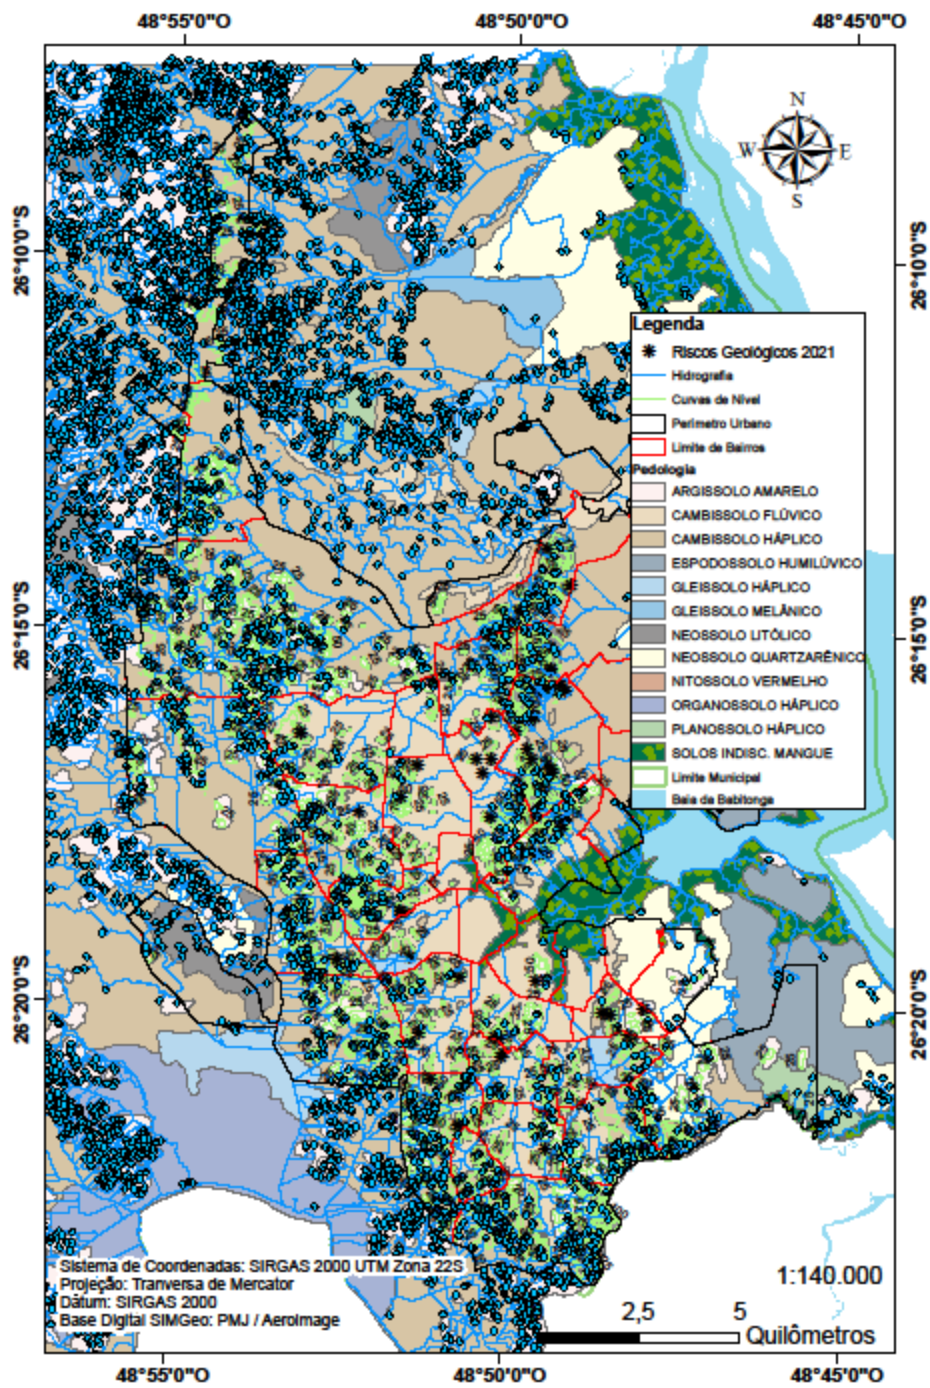 48°55'0"O 48°50'0"O 48°45'0"O
N
W E
S
26°10'0"S 26°10'0"S
Legenda
Riscos Geológicos 2021
Hidrografia
Curvas de Nível
Perímetro Urbano
Limite de Bairros
Pedologia
ARGISSOLO AMARELO
CAMBISSOLO FLÚVICO
CAMBISSOLO HÁPLICO
ESPODOSSOLO HUMILÚVICO
GLEISSOLO HÁPLICO
GLEISSOLO MELÂNICO
NEOSSOLO LITÓLICO
NEOSSOLO QUARTZARÊNICO
NITOSSOLO VERMELHO
ORGANOSSOLO HÁPLICO
PLANOSSOLO HÁPLICO
SOLOS INDISC. MANGUE
Limite Municipal
Baía da Babitonga
26°15'0"S 26°15'0"S
26°20'0"S 26°20'0"S
Sistema de Coordenadas: SIRGAS 2000 UTM Zona 22S
Projeção: Tranversa de Mercator
Dátum: SIRGAS 2000
Base Digital SIMGeo: PMJ / Aeroimage
1:140.000
2,5 5
Quilômetros
48°55'0"O 48°50'0"O 48°45'0"O